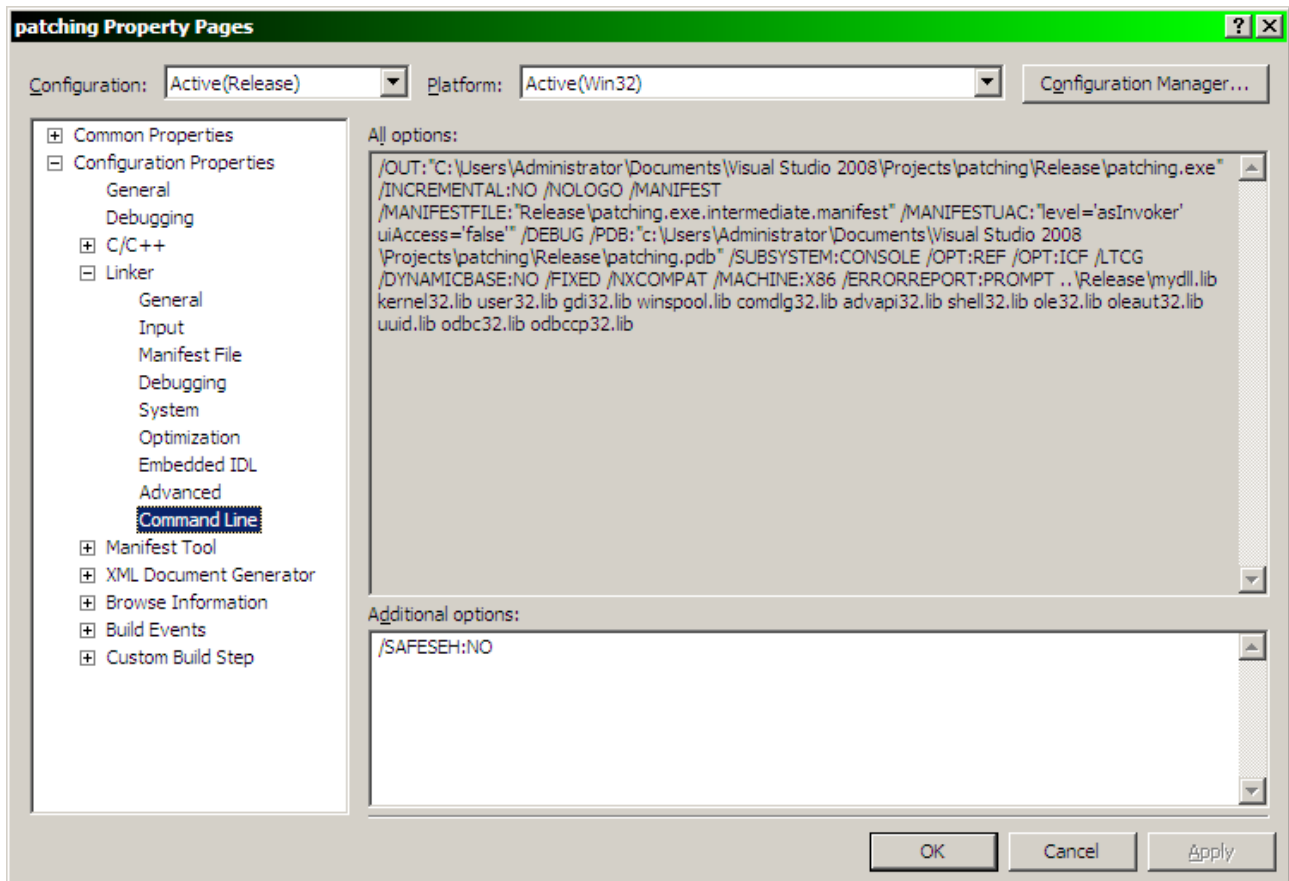 patching Property Pages
Configuration: Active(Release) Platform: Active(Win32) Configuration Manager...
Common Properties
Configuration Properties
General
Debugging
C/C++
Linker
General
Input
Manifest File
Debugging
System
Optimization
Embedded IDL
Advanced
Command Line
Manifest Tool
XML Document Generator
Browse Information
Build Events
Custom Build Step
All options:
/OUT:"C:\Users\Administrator\Documents\Visual Studio 2008\Projects\patching\Release\patching.exe"
/INCREMENTAL:NO /NOLOGO /MANIFEST
/MANIFESTFILE:"Release\patching.exe.intermediate.manifest" /MANIFESTUAC:"level='asInvoker'
uiAccess='false'" /DEBUG /PDB:"c:\Users\Administrator\Documents\Visual Studio 2008
\Projects\patching\Release\patching.pdb" /SUBSYSTEM:CONSOLE /OPT:REF /OPT:ICF /LTCG
/DYNAMICBASE:NO /FIXED /NXCOMPAT /MACHINE:X86 /ERRORREPORT:PROMPT ..\Release\mydll.lib
kernel32.lib user32.lib gdi32.lib winspool.lib comdlg32.lib advapi32.lib shell32.lib ole32.lib oleaut32.lib
uuid.lib odbc32.lib odbccp32.lib
Additional options:
/SAFESEH:NO
OK Cancel Apply